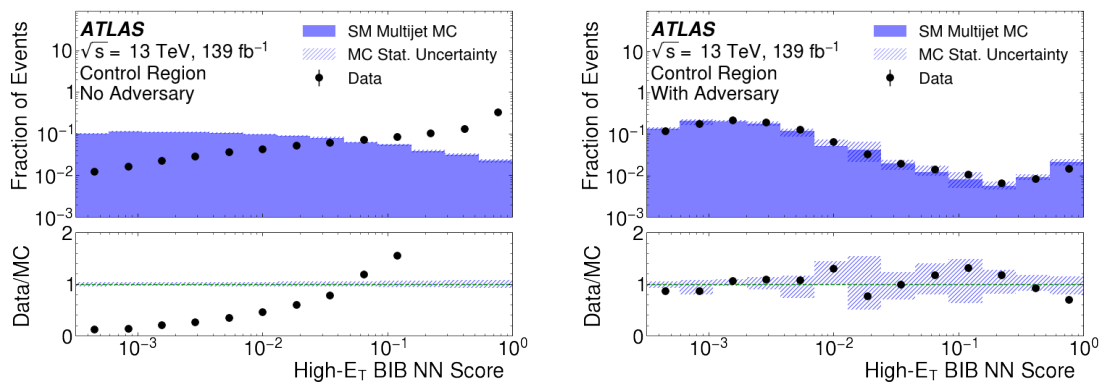 ATLAS
√s = 13 TeV, 139 fb⁻¹
Control Region
No Adversary
SM Multijet MC
MC Stat. Uncertainty
Data
Fraction of Events
10¹
1
10⁻¹
10⁻²
10⁻³
Data/MC
2
1
0
10⁻³
10⁻²
10⁻¹
10⁰
High-E_T BIB NN Score
ATLAS
√s = 13 TeV, 139 fb⁻¹
Control Region
With Adversary
SM Multijet MC
MC Stat. Uncertainty
Data
Fraction of Events
10¹
1
10⁻¹
10⁻²
10⁻³
Data/MC
2
1
0
10⁻³
10⁻²
10⁻¹
10⁰
High-E_T BIB NN Score